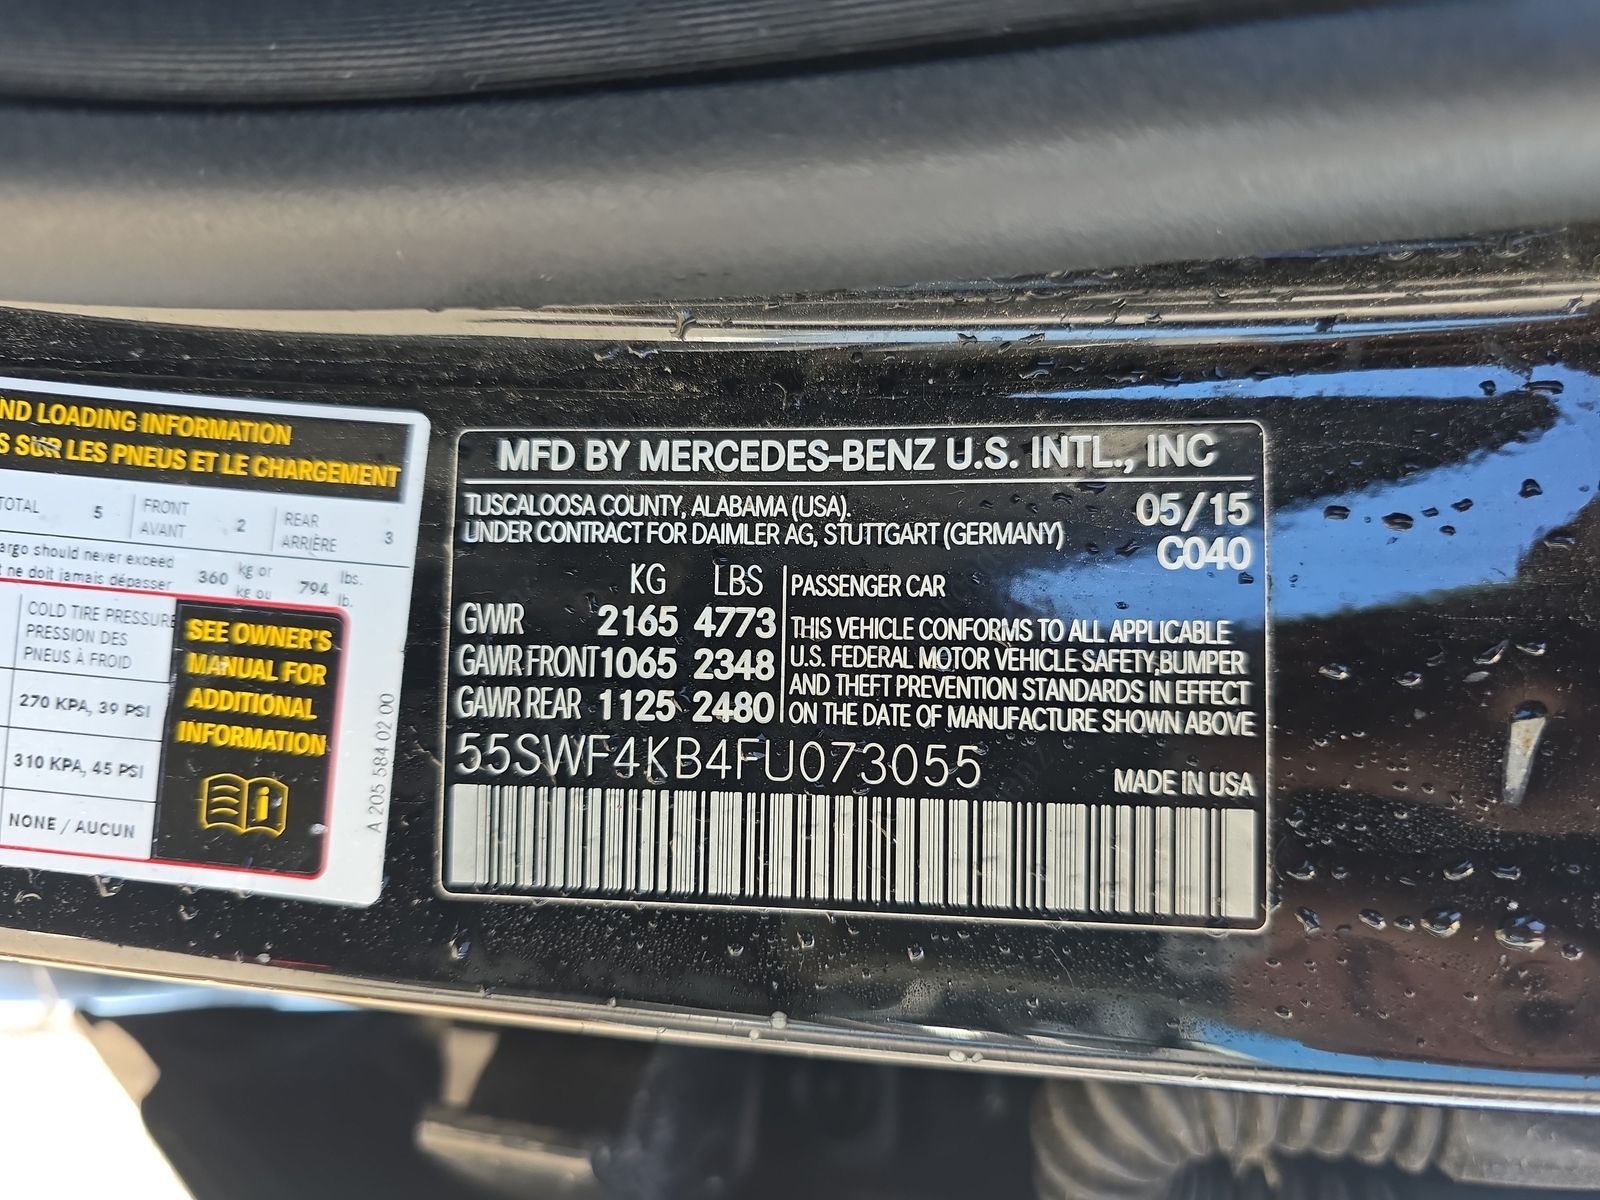 ND LOADING INFORMATION
S SUR LES PNEUS ET LE CHARGEMENT
TOTAL 5 FRONT AVANT 2 REAR ARRIÈRE 3
argo should never exceed 360 kg or 794 lbs.
ne doit jamais dépasser kg ou lb.
COLD TIRE PRESSURE
PRESSION DES
PNEUS À FROID
270 KPA, 39 PSI
310 KPA, 45 PSI
NONE / AUCUN
SEE OWNER'S
MANUAL FOR
ADDITIONAL
INFORMATION
A 205 584 02 00
MFD BY MERCEDES-BENZ U.S. INTL., INC
TUSCALOOSA COUNTY, ALABAMA (USA). 05/15
UNDER CONTRACT FOR DAIMLER AG, STUTTGART (GERMANY) C040
KG LBS
GVWR 2165 4773
GAWR FRONT 1065 2348
GAWR REAR 1125 2480
PASSENGER CAR
THIS VEHICLE CONFORMS TO ALL APPLICABLE
U.S. FEDERAL MOTOR VEHICLE SAFETY,BUMPER
AND THEFT PREVENTION STANDARDS IN EFFECT
ON THE DATE OF MANUFACTURE SHOWN ABOVE
55SWF4KB4FU073055
MADE IN USA